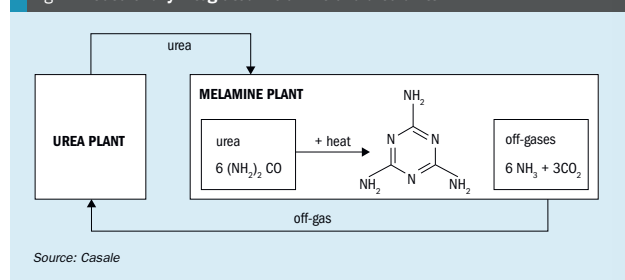 urea
MELAMINE PLANT
UREA PLANT
urea
6 (NH₂)₂ CO
+ heat
NH₂
N
N
N
NH₂
NH₂
off-gases
6 NH₃ + 3CO₂
off-gas
Source: Casale